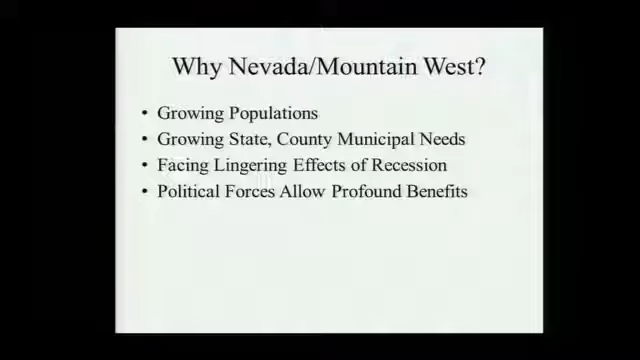 Why Nevada/Mountain West?
• Growing Populations
• Growing State, County Municipal Needs
• Facing Lingering Effects of Recession
• Political Forces Allow Profound Benefits